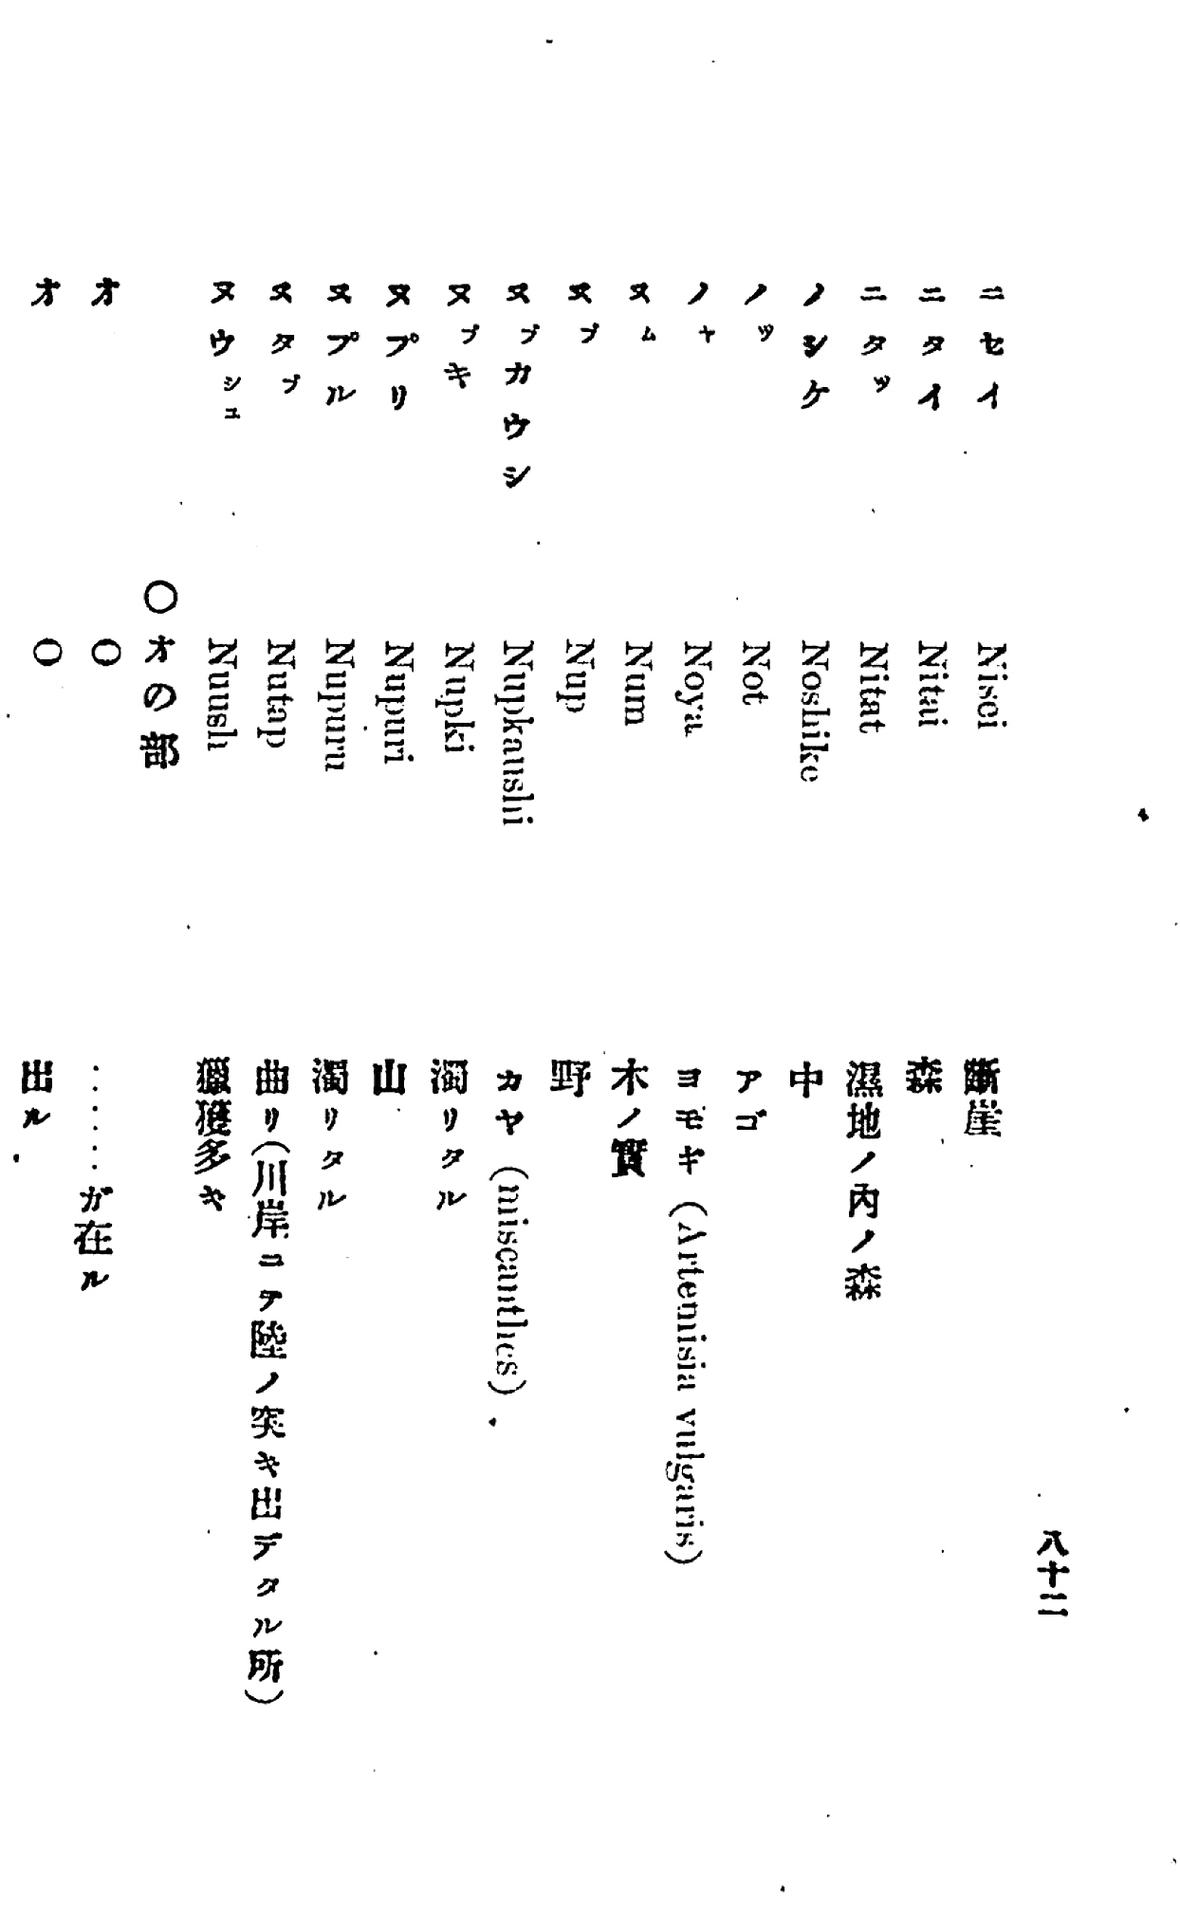 八十二
ニセイ Nisei 斷崖
ニタイ Nitai 森
ニタッ Nitat 濕地ノ內ノ森
ノシケ Noshike 中
ノッ Not アゴ
ノャ Noya ヨモギ (Artemisia vulgaris)
ヌム Num 木ノ實
ヌプ Nup 野
ヌプカウシ Nupkaushi カヤ (miscanthes)
ヌプキ Nupki 濁リタル
ヌプリ Nupuri 山
ヌプル Nupuru 濁リタル
ヌタプ Nutap 曲リ(川岸ニテ陸ノ突キ出デタル所)
ヌウシュ Nuush 獵獲多キ
〇オの部
オ O ‥‥‥ガ在ル
オ O 出ル